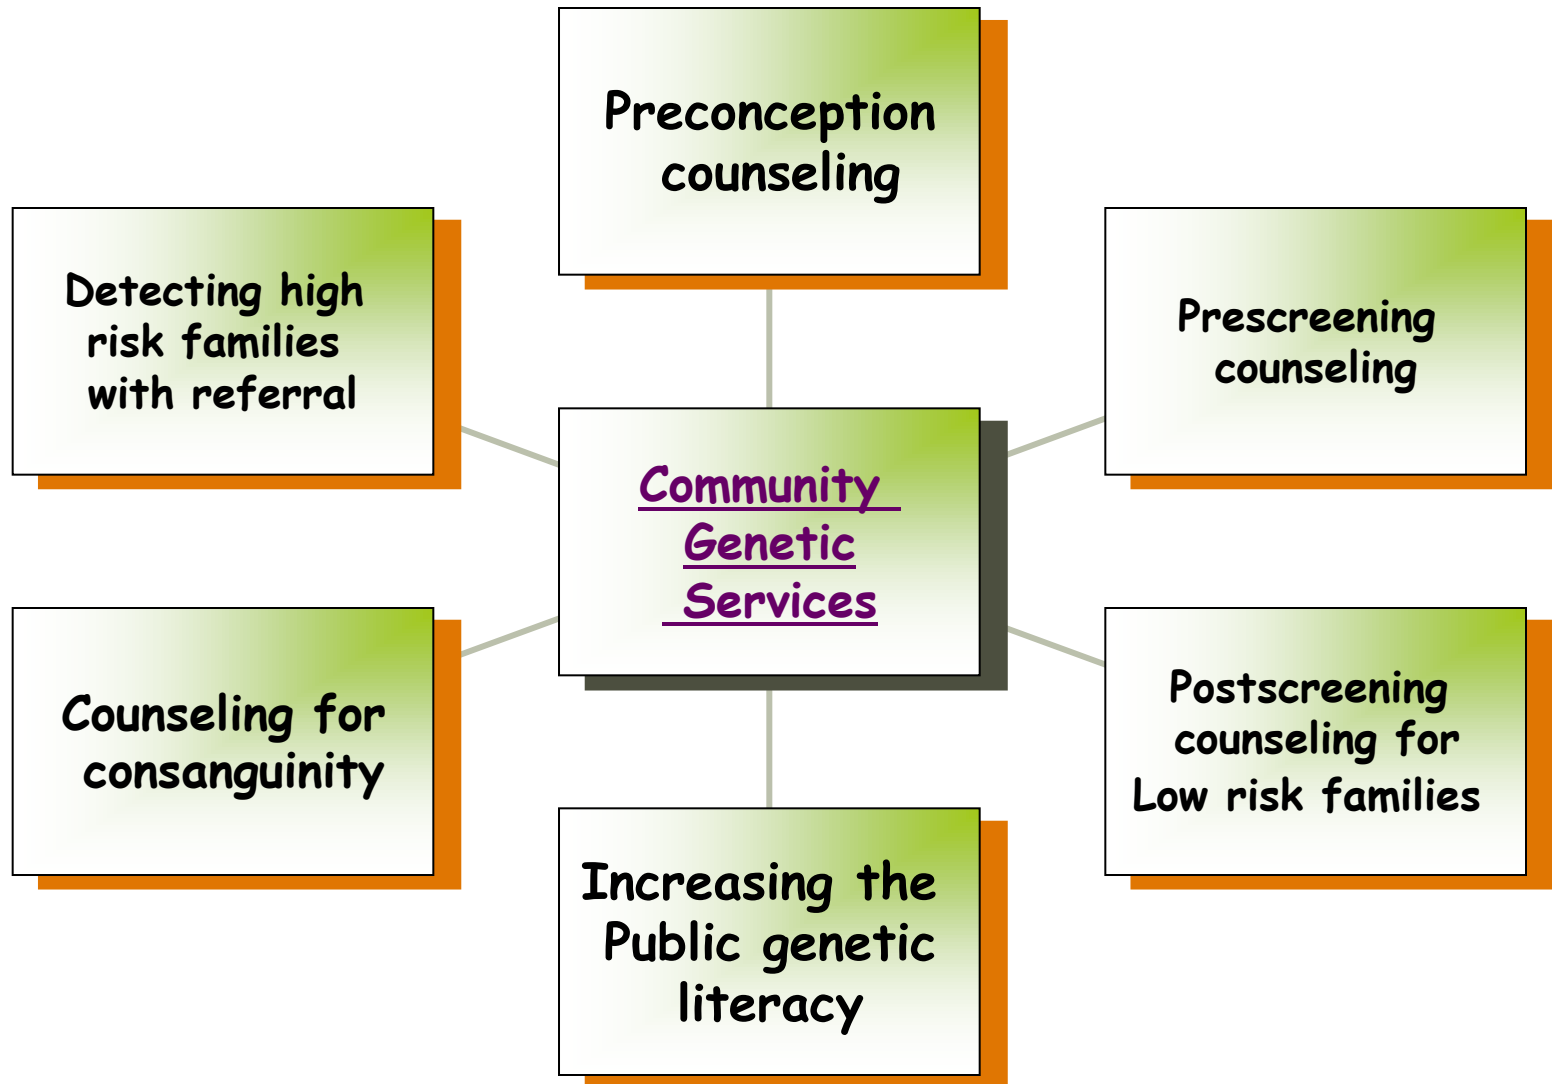 Preconception
counseling
Detecting high
risk families
with referral
Prescreening
counseling
Community
Genetic
Services
Counseling for
consanguinity
Postscreening
counseling for
Low risk families
Increasing the
Public genetic
literacy